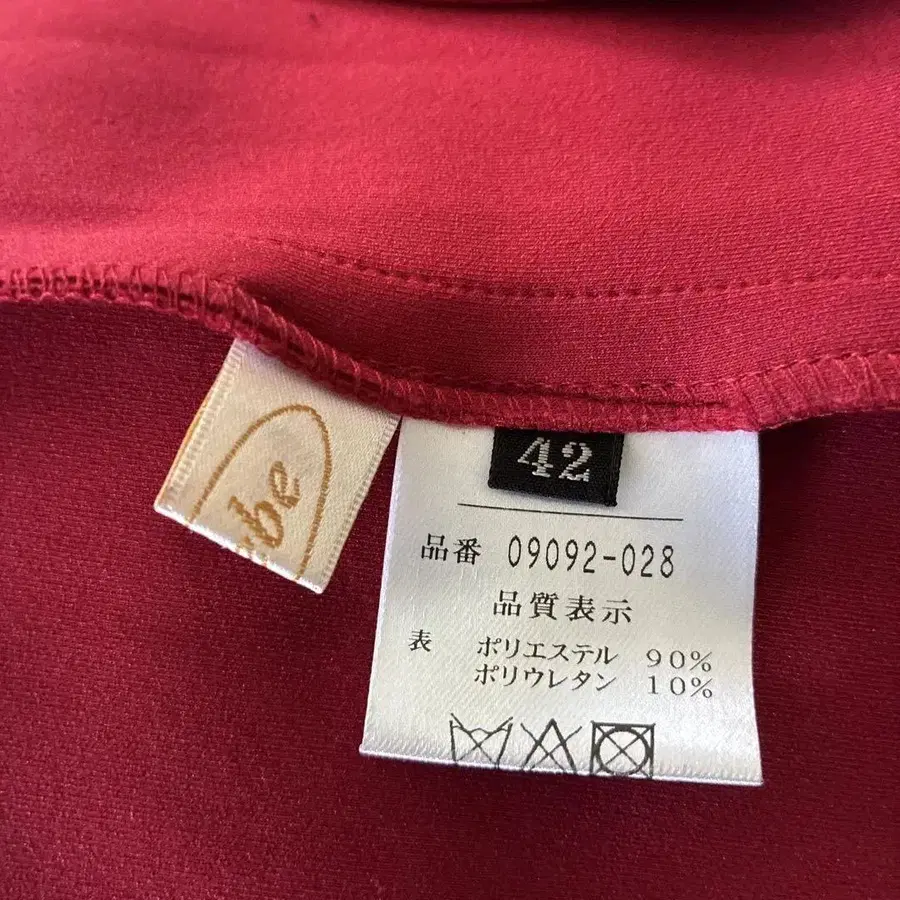 42
品番 09092-028
品質表示
表 ポリエステル 90%
ポリウレタン 10%